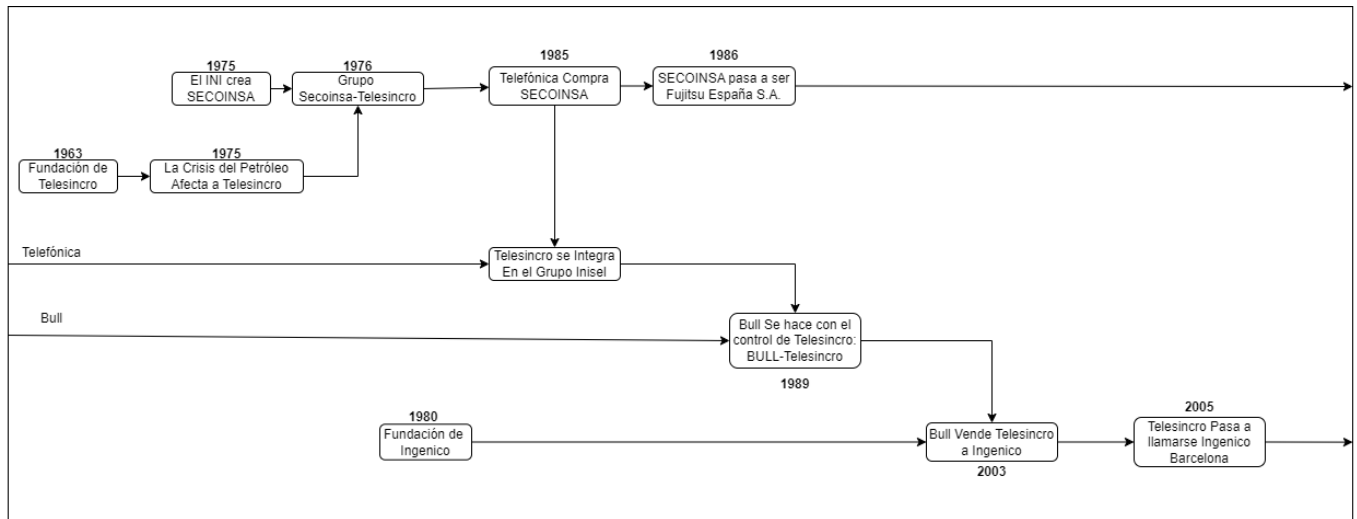 1975
El INI crea
SECOINSA
1976
Grupo
Secoinsa-Telesincro
1985
Telefónica Compra
SECOINSA
1986
SECOINSA pasa a ser
Fujitsu España S.A.
1963
Fundación de
Telesincro
1975
La Crisis del Petróleo
Afecta a Telesincro
Telefónica
Telesincro se Integra
En el Grupo Inisel
Bull
Bull Se hace con el
control de Telesincro:
BULL-Telesincro
1989
1980
Fundación de
Ingenico
Bull Vende Telesincro
a Ingenico
2003
2005
Telesincro Pasa a
llamarse Ingenico
Barcelona